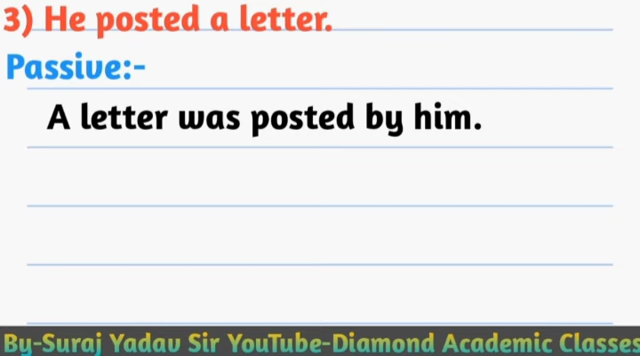 3) He posted a letter.
Passive:-
A letter was posted by him.
By-Suraj Yadav Sir YouTube-Diamond Academic Classes